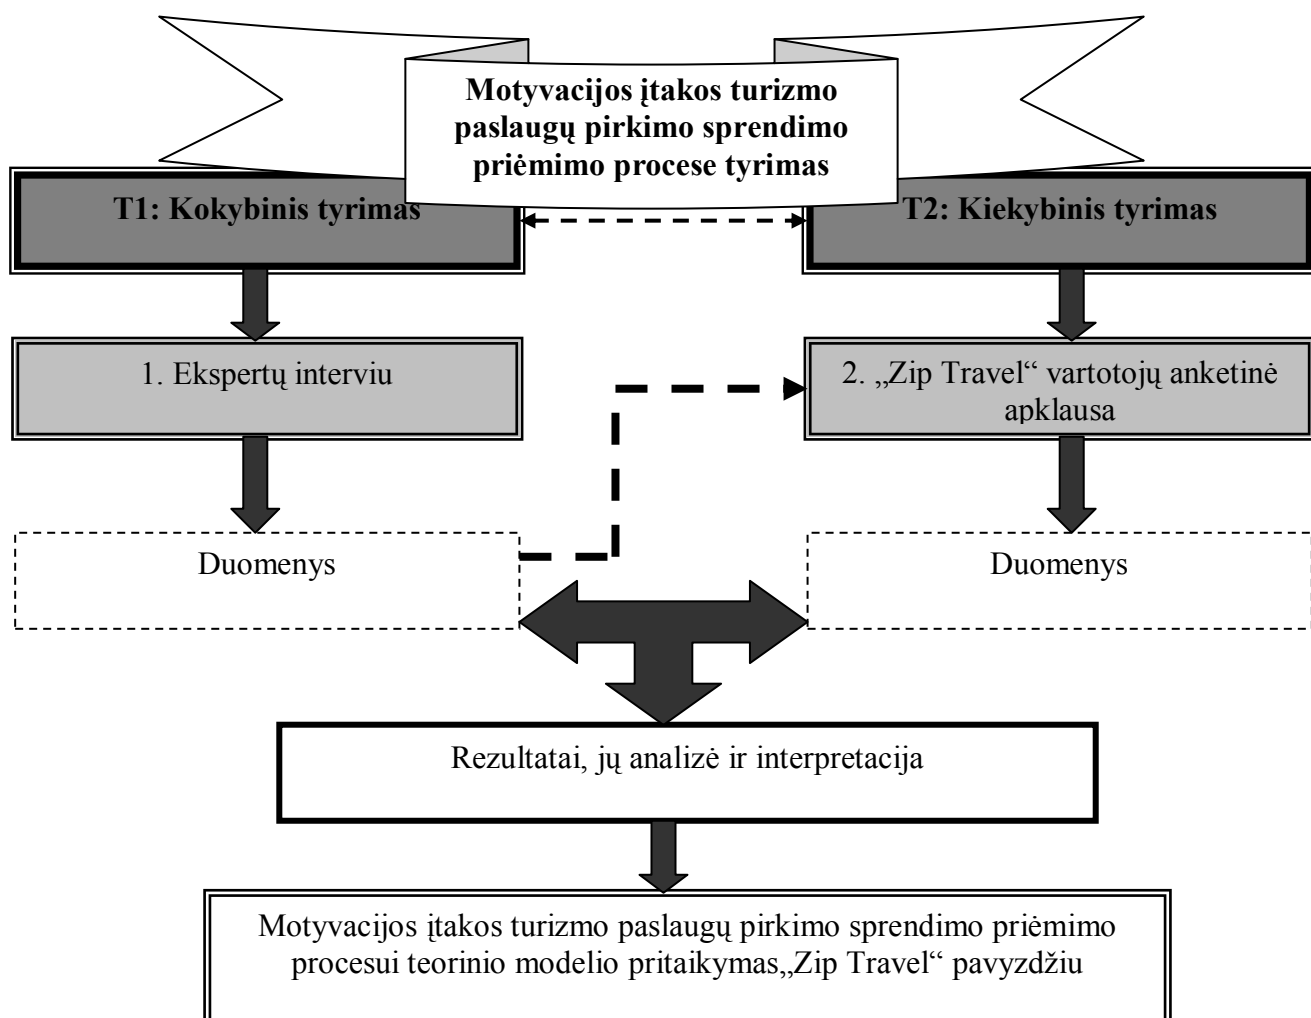 Motyvacijos įtakos turizmo
paslaugų pirkimo sprendimo
priėmimo procese tyrimas
T1: Kokybinis tyrimas
T2: Kiekybinis tyrimas
1. Ekspertų interviu
2. „Zip Travel“ vartotojų anketinė
apklausa
Duomenys
Duomenys
Rezultatai, jų analizė ir interpretacija
Motyvacijos įtakos turizmo paslaugų pirkimo sprendimo priėmimo
procesui teorinio modelio pritaikymas„Zip Travel“ pavyzdžiu